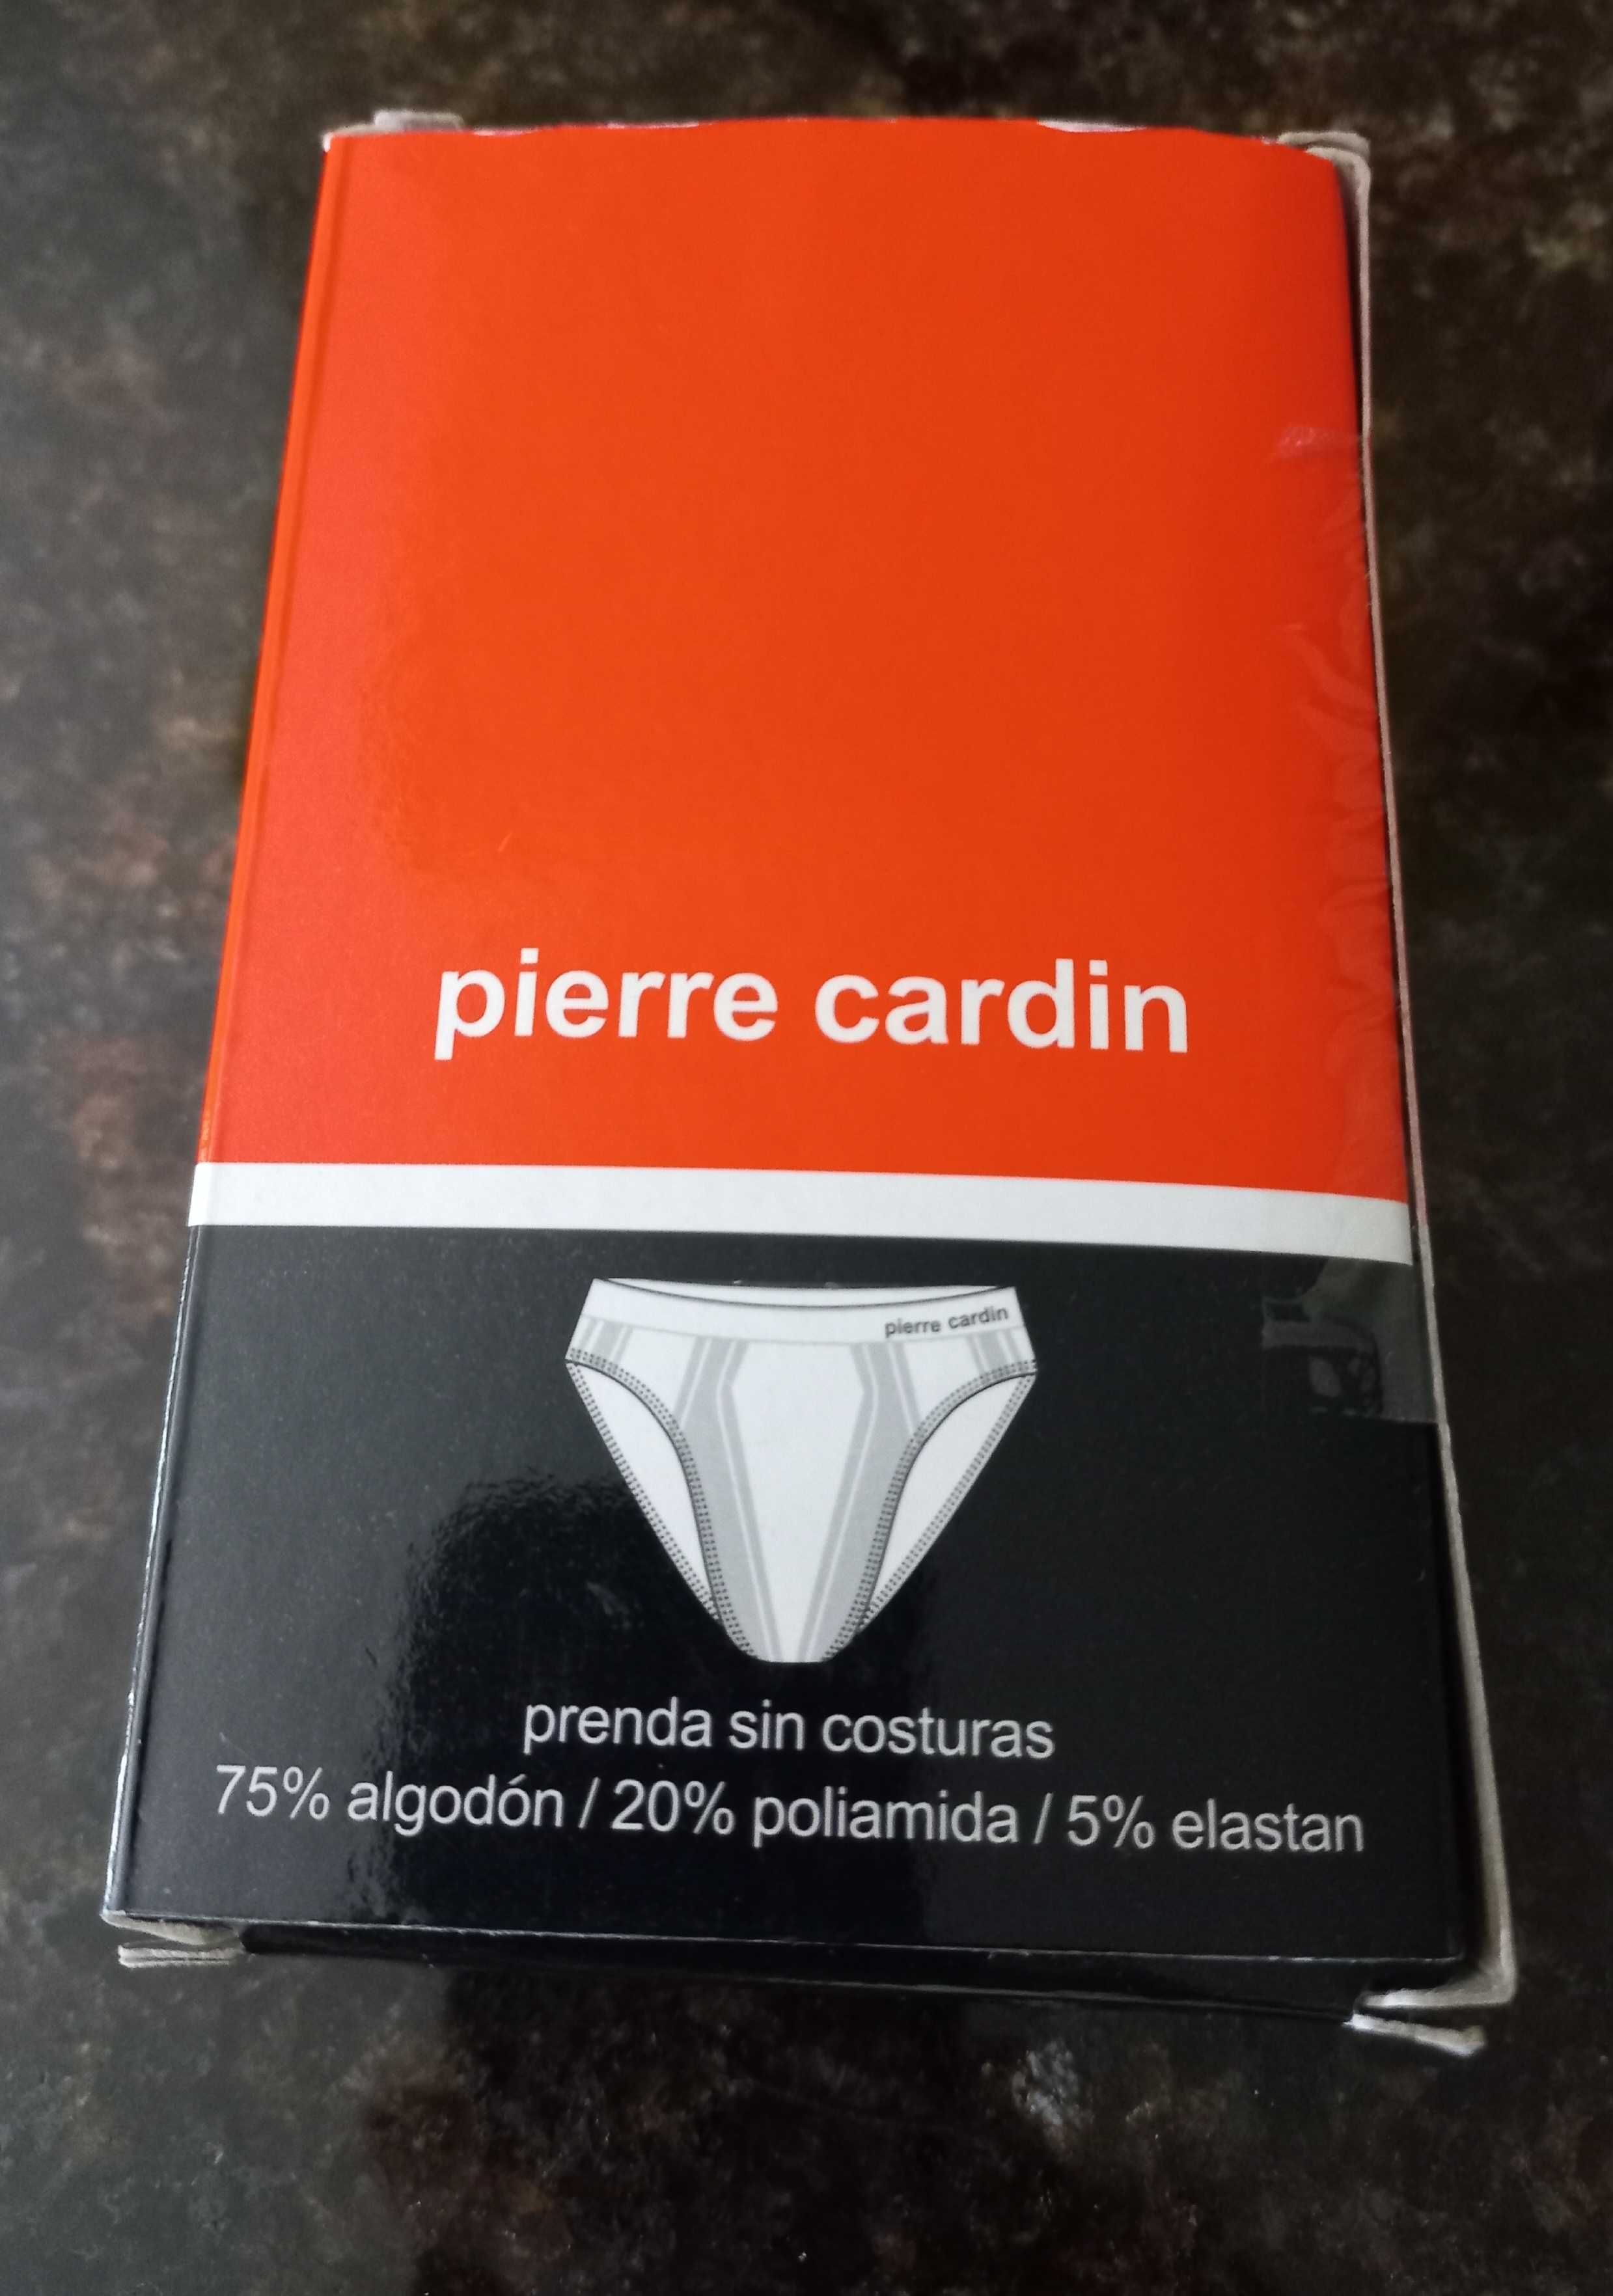 pierre cardin
pierre cardin
prenda sin costuras
75% algodón / 20% poliamida / 5% elastan